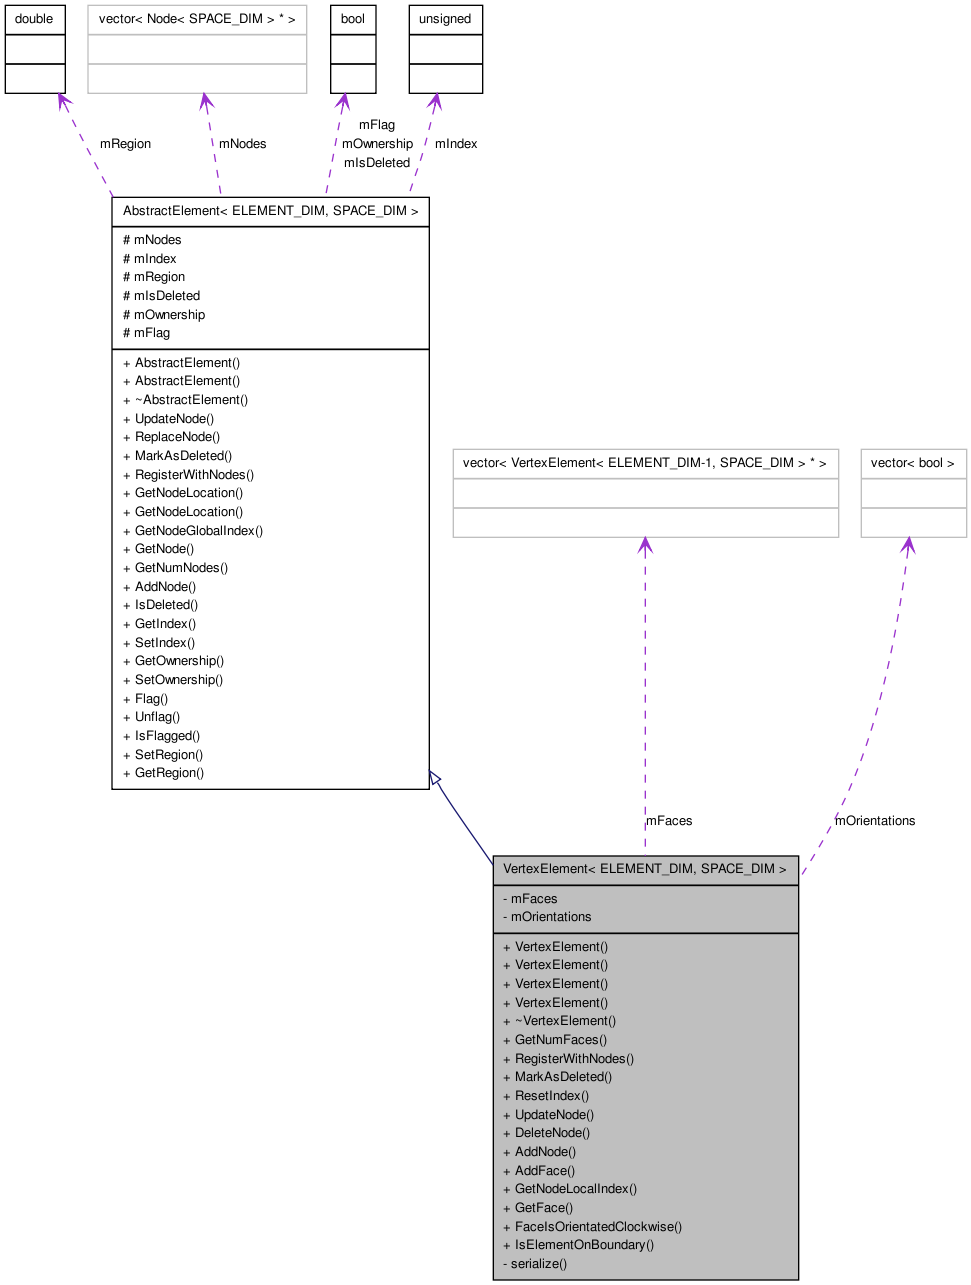 double
vector< Node< SPACE_DIM > * >
bool
unsigned
mRegion
mNodes
mFlag
mOwnership
mIsDeleted
mIndex
AbstractElement< ELEMENT_DIM, SPACE_DIM >
# mNodes
# mIndex
# mRegion
# mIsDeleted
# mOwnership
# mFlag
+ AbstractElement()
+ AbstractElement()
+ ~AbstractElement()
+ UpdateNode()
+ ReplaceNode()
+ MarkAsDeleted()
+ RegisterWithNodes()
+ GetNodeLocation()
+ GetNodeLocation()
+ GetNodeGlobalIndex()
+ GetNode()
+ GetNumNodes()
+ AddNode()
+ IsDeleted()
+ GetIndex()
+ SetIndex()
+ GetOwnership()
+ SetOwnership()
+ Flag()
+ Unflag()
+ IsFlagged()
+ SetRegion()
+ GetRegion()
vector< VertexElement< ELEMENT_DIM-1, SPACE_DIM > * >
vector< bool >
mFaces
mOrientations
VertexElement< ELEMENT_DIM, SPACE_DIM >
- mFaces
- mOrientations
+ VertexElement()
+ VertexElement()
+ VertexElement()
+ VertexElement()
+ ~VertexElement()
+ GetNumFaces()
+ RegisterWithNodes()
+ MarkAsDeleted()
+ ResetIndex()
+ UpdateNode()
+ DeleteNode()
+ AddNode()
+ AddFace()
+ GetNodeLocalIndex()
+ GetFace()
+ FaceIsOrientatedClockwise()
+ IsElementOnBoundary()
- serialize()